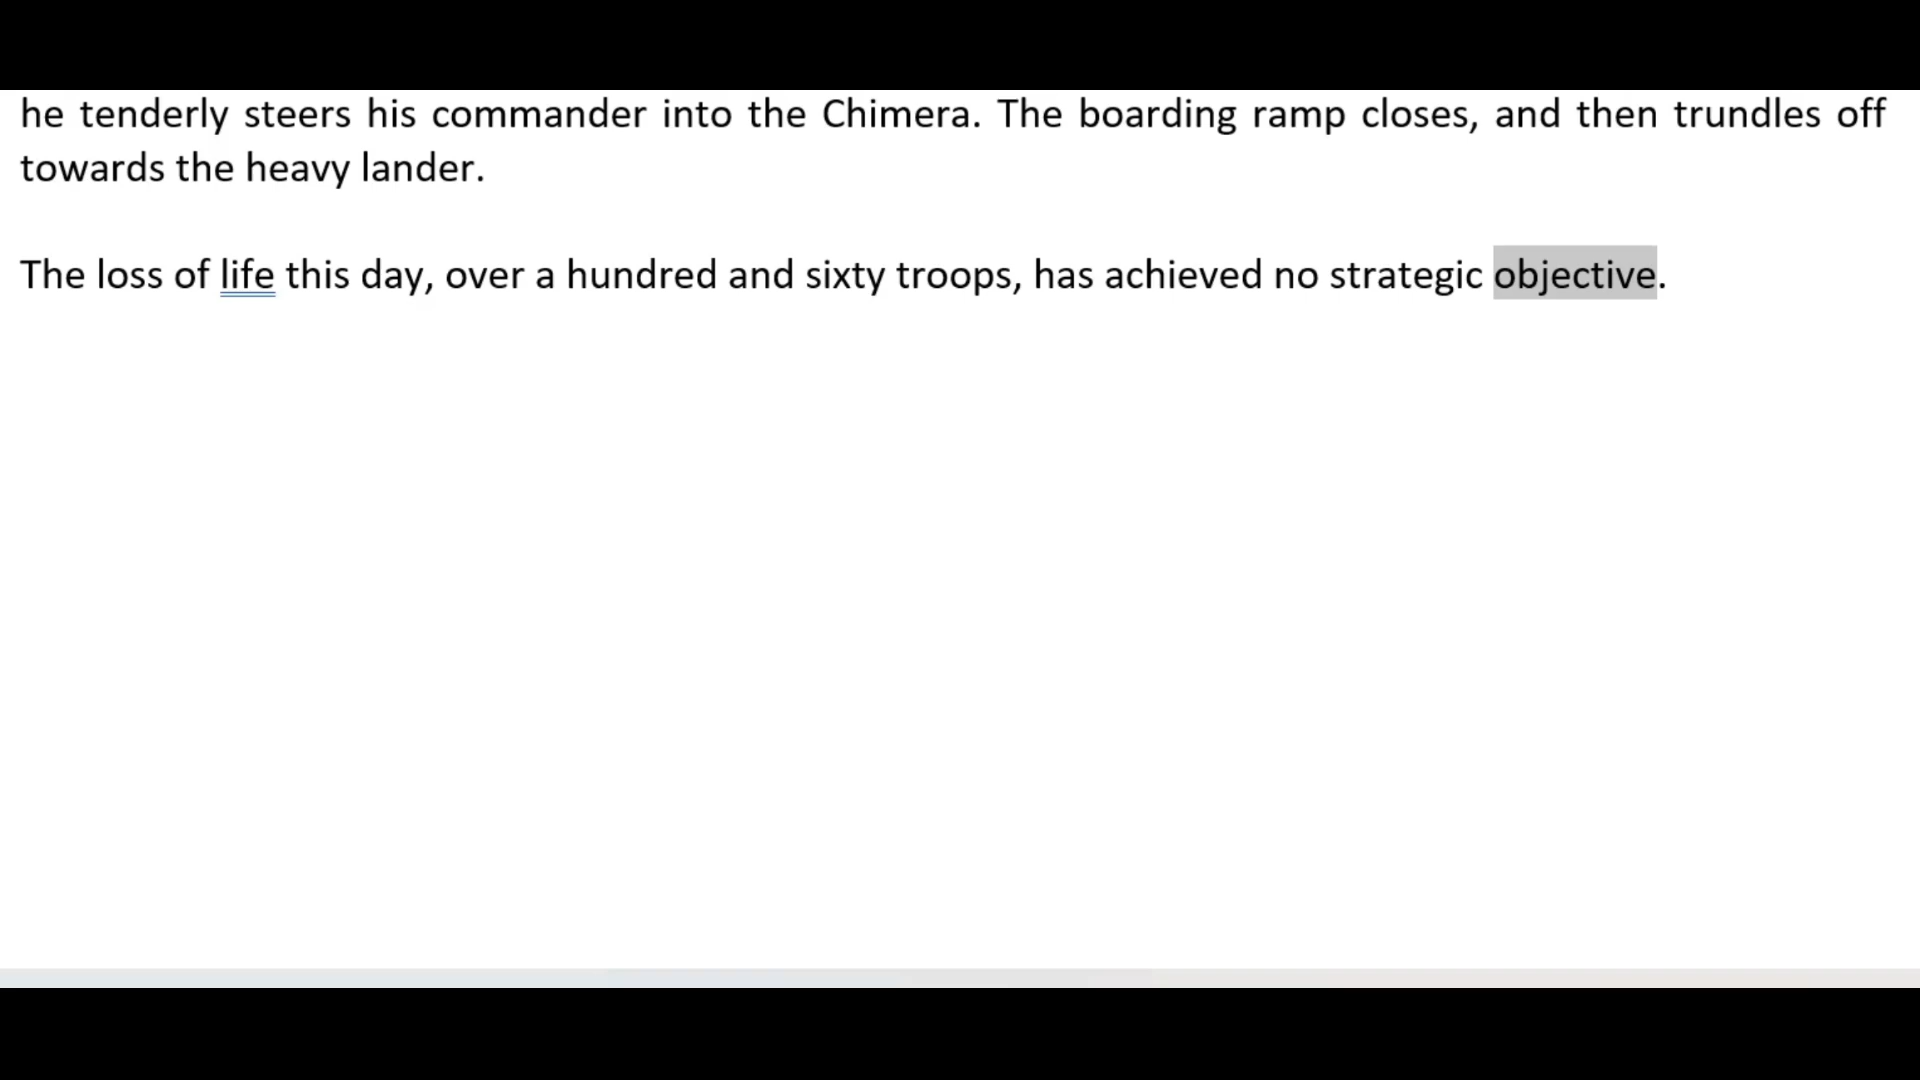 he tenderly steers his commander into the Chimera. The boarding ramp closes, and then trundles off
towards the heavy lander.
The loss of life this day, over a hundred and sixty troops, has achieved no strategic objective.